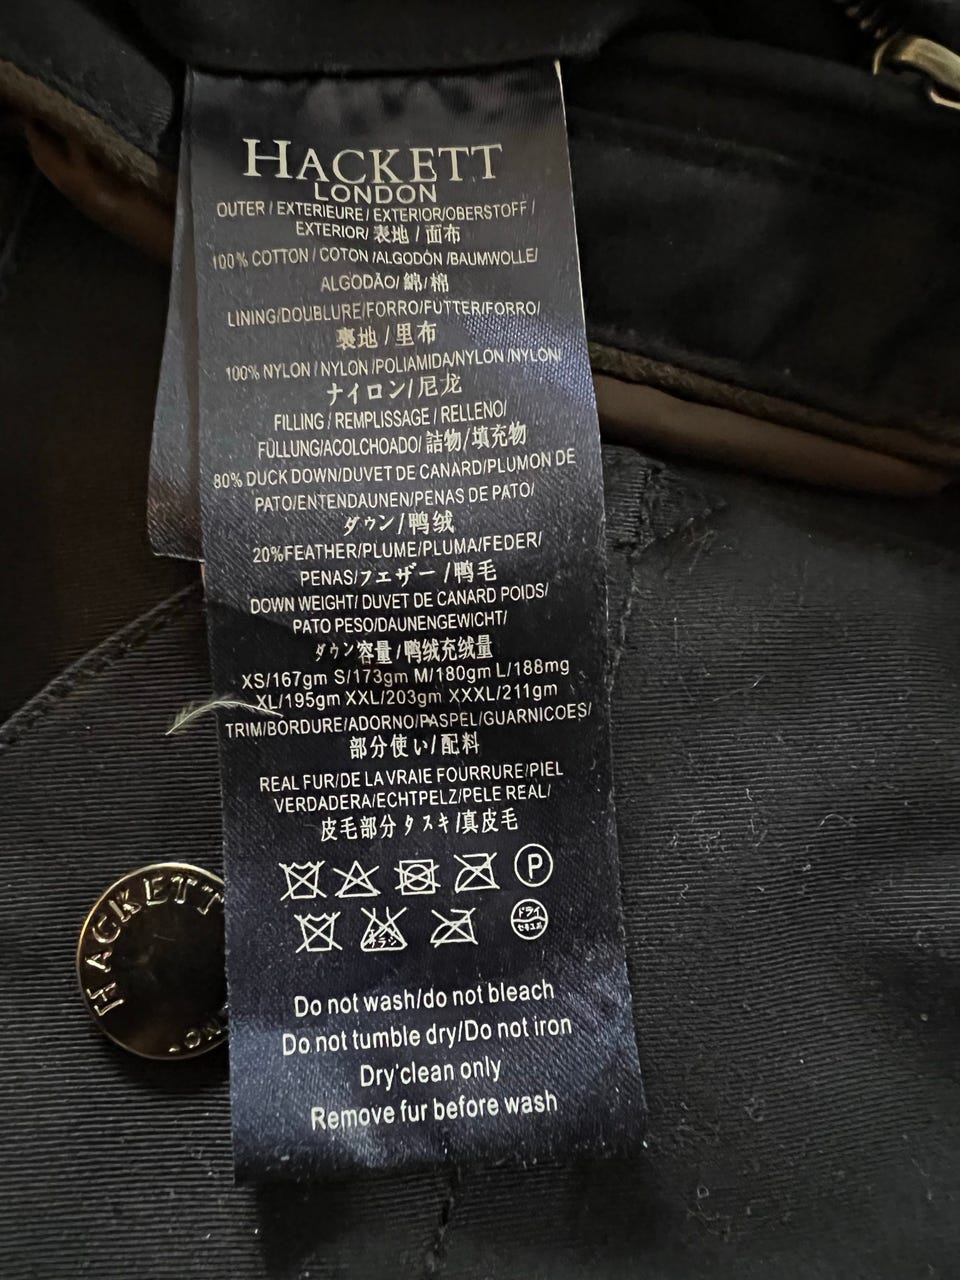 HACKETT
LONDON
OUTER / EXTERIEURE / EXTERIOR/OBERSTOFF /
EXTERIOR/ 表地 / 面布
100% COTTON / COTON /ALGODÓN /BAUMWOLLE/
ALGODÃO/ 綿/棉
LINING/DOUBLURE/FORRO/FUTTER/FORRO/
裏地 / 里布
100% NYLON / NYLON /POLIAMIDA/NYLON /NYLON/
ナイロン/尼龙
FILLING / REMPLISSAGE / RELLENO/
FÜLLUNG/ACOLCHOADO/ 詰物/填充物
80% DUCK DOWN/DUVET DE CANARD/PLUMON DE
PATO/ENTENDAUNEN/PENAS DE PATO/
ダウン/鸭绒
20%FEATHER/PLUME/PLUMA/FEDER/
PENAS/フエザー /鸭毛
DOWN WEIGHT/ DUVET DE CANARD POIDS/
PATO PESO/DAUNENGEWICHT/
ダウン容量/鸭绒充绒量
XS/167gm S/173gm M/180gm L/188mg
XL/195gm XXL/203gm XXXL/211gm
TRIM/BORDURE/ADORNO/PASPEL/GUARNICOES/
部分使い/配料
REAL FUR/DE LA VRAIE FOURRURE/PIEL
VERDADERA/ECHTPELZ/PELE REAL/
皮毛部分タスキ/真皮毛
P
ドライ
セキユ系
Do not wash/do not bleach
Do not tumble dry/Do not iron
Dry clean only
Remove fur before wash
HACKETT